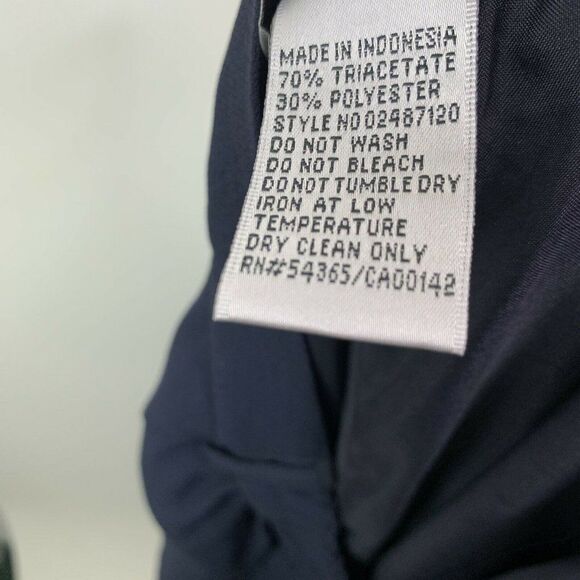 MADE IN INDONESIA
70% TRIACETATE
30% POLYESTER
STYLE NO 02487120
DO NOT WASH
DO NOT BLEACH
DO NOT TUMBLE DRY
IRON AT LOW
TEMPERATURE
DRY CLEAN ONLY
RN#54365/CA00142